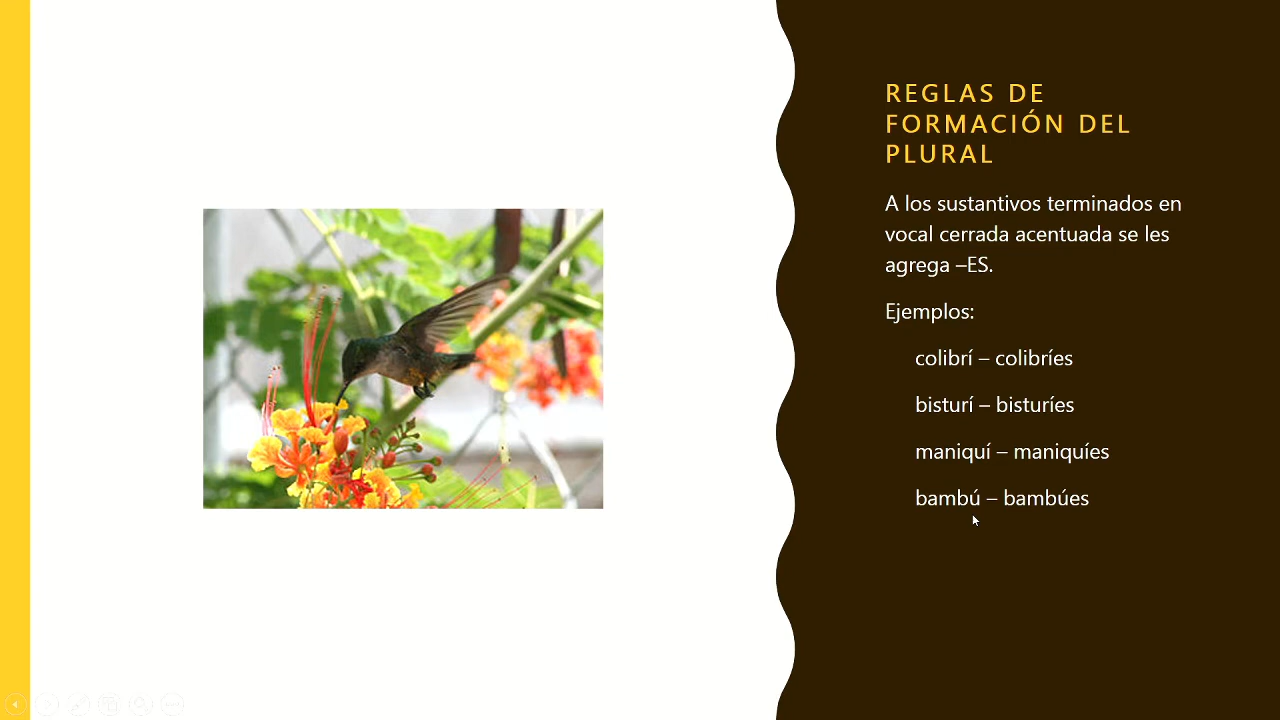 REGLAS DE
FORMACIÓN DEL
PLURAL
A los sustantivos terminados en
vocal cerrada acentuada se les
agrega –ES.
Ejemplos:
colibrí – colibríes
bisturí – bisturíes
maniquí – maniquíes
bambú – bambúes